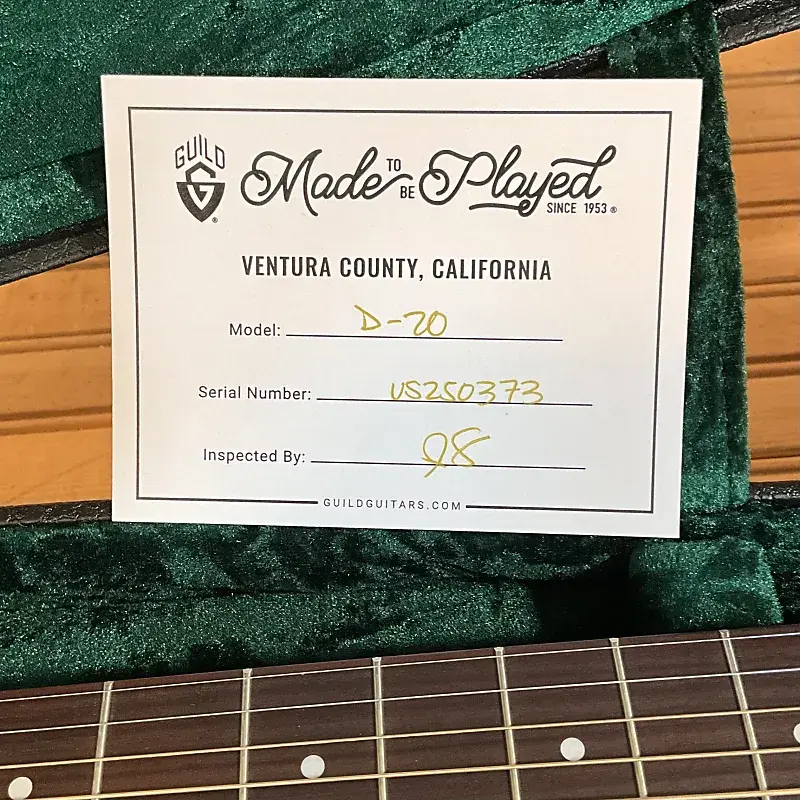 GUILD
G
®
Made TO BE Played
SINCE 1953 ®
VENTURA COUNTY, CALIFORNIA
Model: D-20
Serial Number: US250373
Inspected By:
GUILDGUITARS.COM